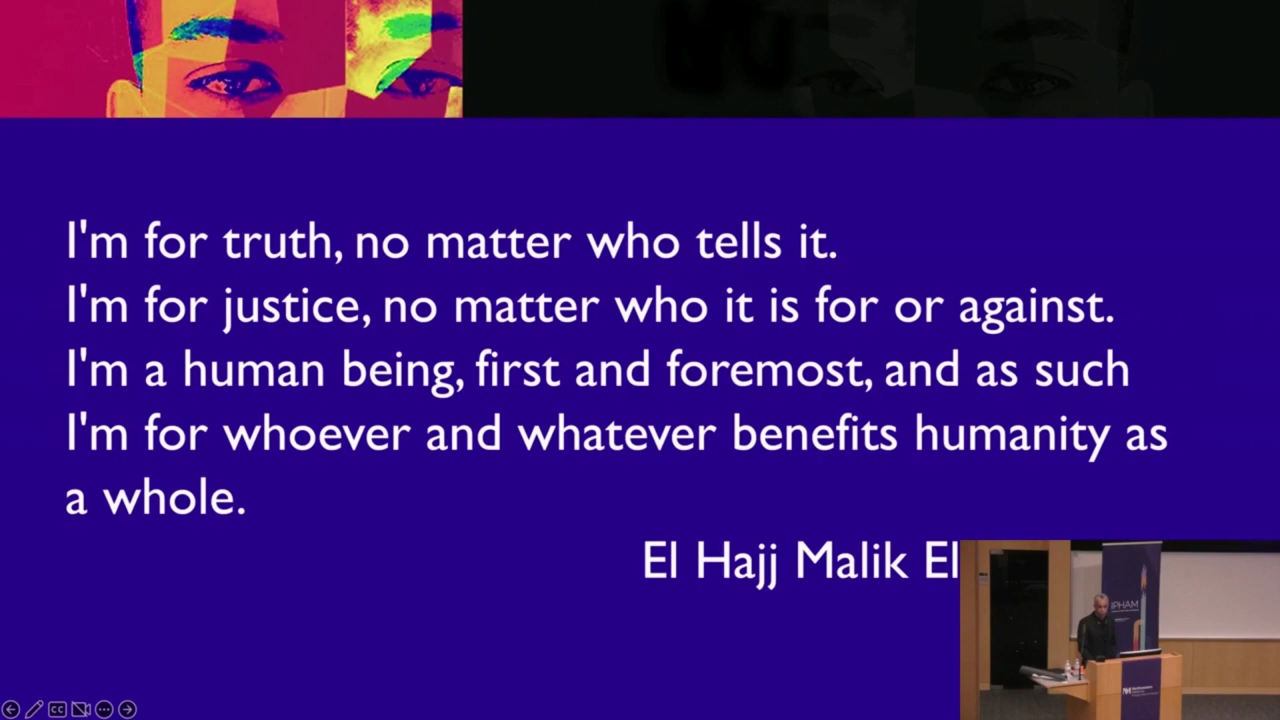 I'm for truth, no matter who tells it.
I'm for justice, no matter who it is for or against.
I'm a human being, first and foremost, and as such
I'm for whoever and whatever benefits humanity as
a whole.
El Hajj Malik El
IPHAM